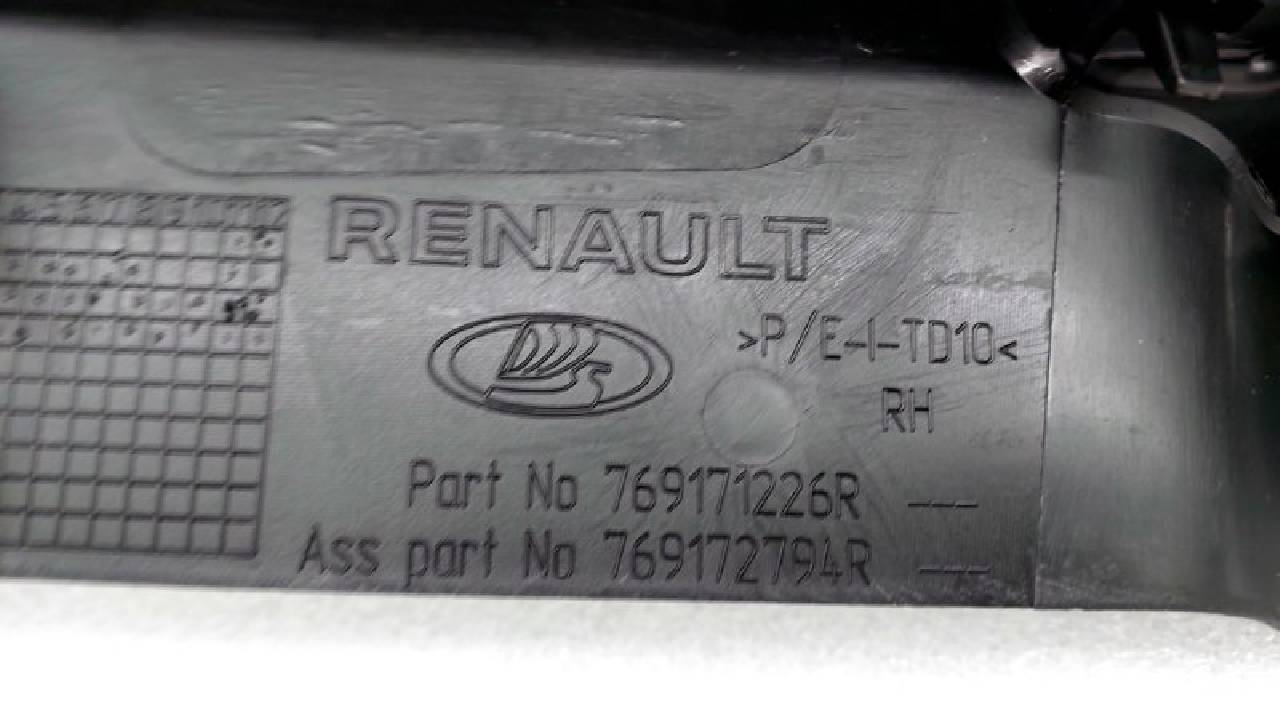 RENAULT
>P/E-I-TD10<
RH
Part No 769171226R ---
Ass part No 769172794R ---